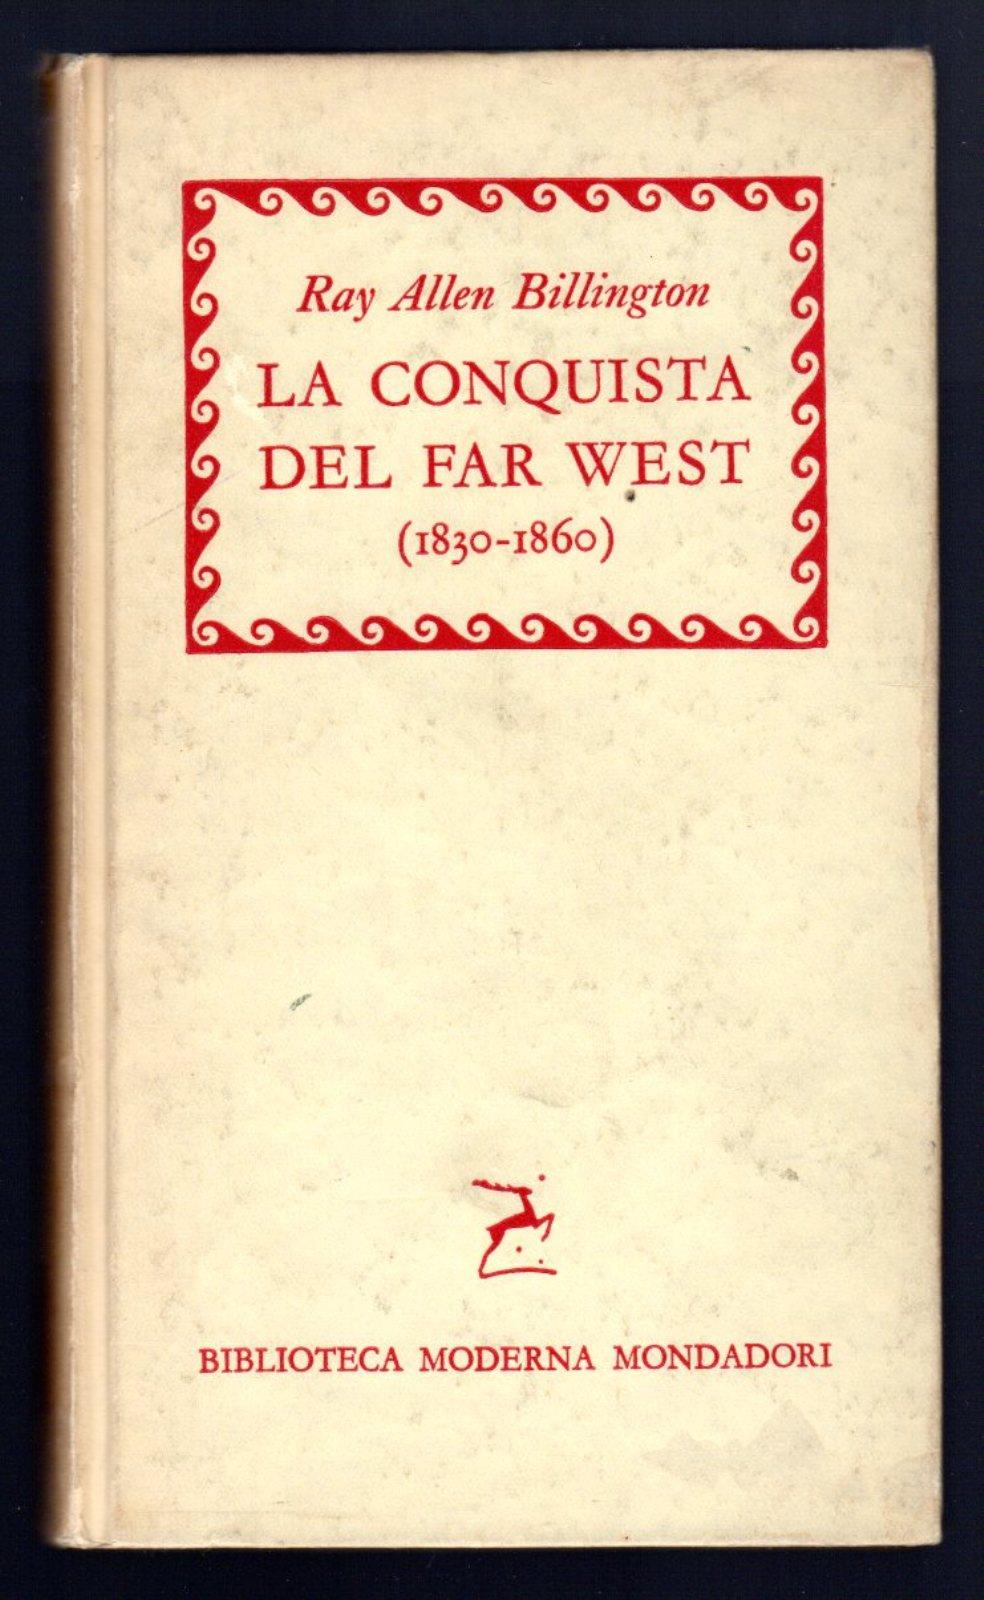 Ray Allen Billington
LA CONQUISTA
DEL FAR WEST
(1830-1860)
BIBLIOTECA MODERNA MONDADORI